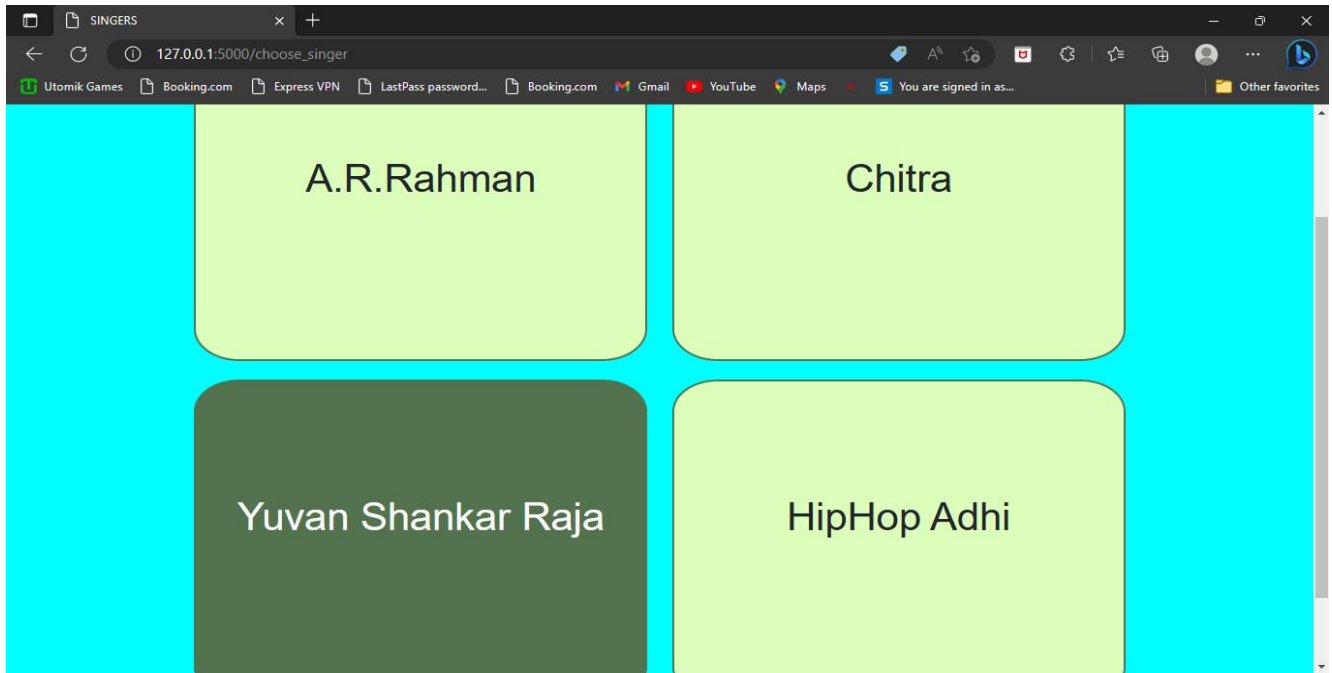 SINGERS
127.0.0.1:5000/choose_singer
Utomik Games Booking.com Express VPN LastPass password... Booking.com Gmail YouTube Maps S You are signed in as... Other favorites
A.R.Rahman Chitra
Yuvan Shankar Raja HipHop Adhi